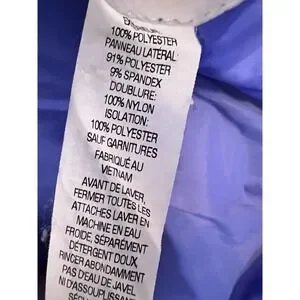 100% POLYESTER
PANNEAU LATÉRAL:
91% POLYESTER
9% SPANDEX
DOUBLURE:
100% NYLON
ISOLATION:
100% POLYESTER
SAUF GARNITURES
FABRIQUÉ AU
VIETNAM
AVANT DE LAVER,
FERMER TOUTES LES
ATTACHES LAVER EN
MACHINE EN EAU
FROIDE, SÉPARÉMENT
DÉTERGENT DOUX
RINCER ABONDAMMENT
PAS D'EAU DE JAVEL
NI D'ASSOUPLISSANT